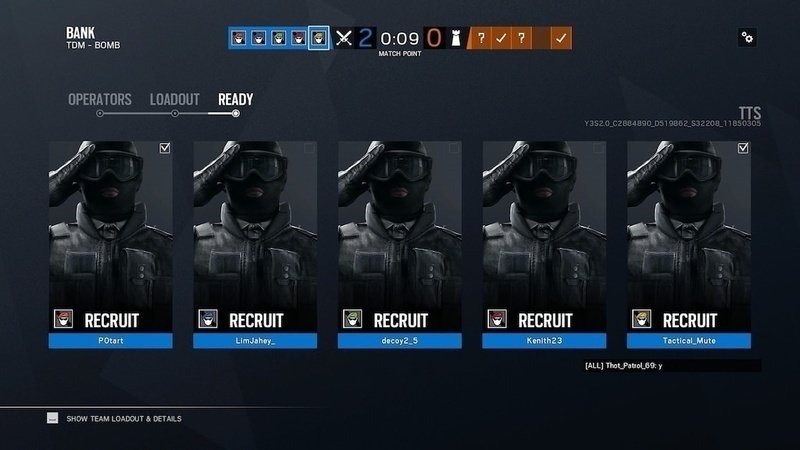 BANK
TDM - BOMB
2 0:09 0
MATCH POINT
? ?
OPERATORS LOADOUT READY
TTS
Y3S2.0_C2884890_D519862_S32208_11850305
RECRUIT RECRUIT RECRUIT RECRUIT RECRUIT
P0tart LimJahey_ decoy2_5 Kenith23 Tactical_Mute
[ALL] Thot_Patrol_69: y
SHOW TEAM LOADOUT & DETAILS